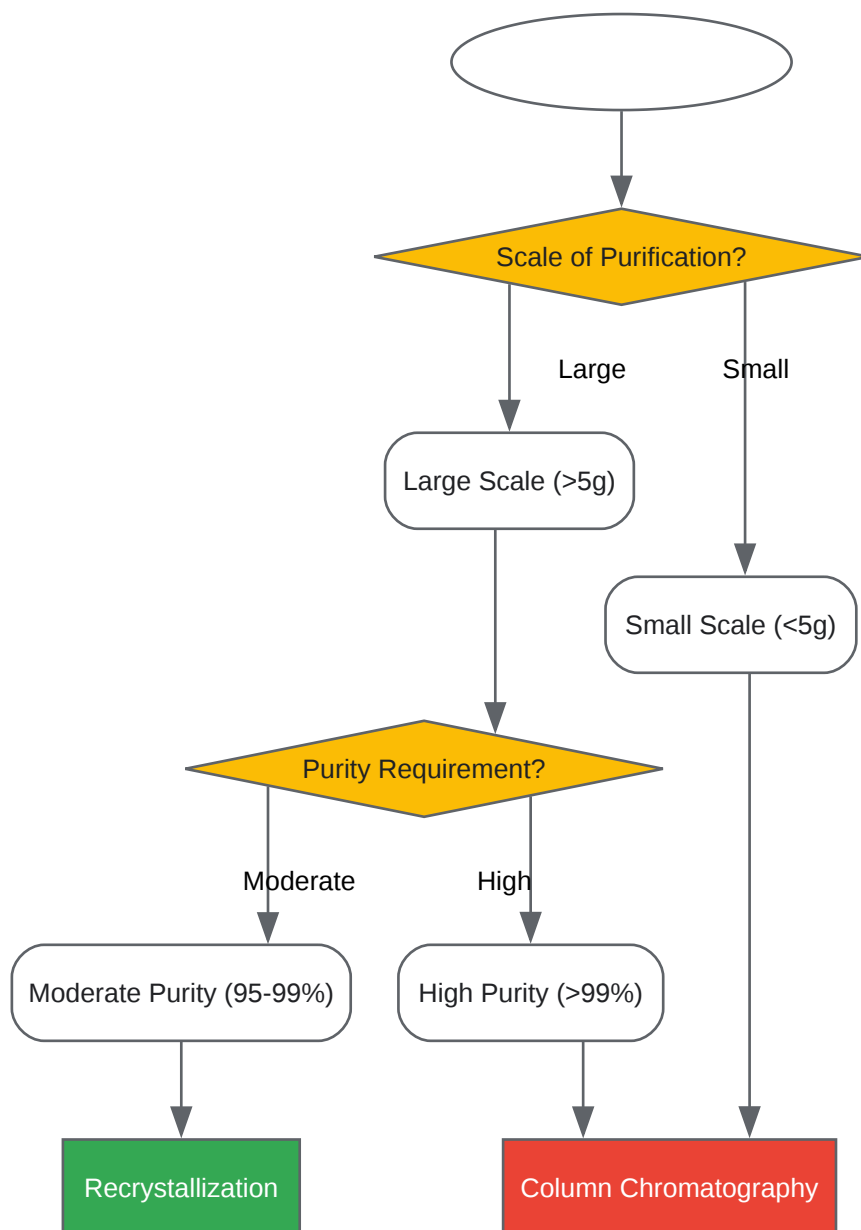 Scale of Purification?
Large
Small
Large Scale (>5g)
Small Scale (<5g)
Purity Requirement?
Moderate
High
Moderate Purity (95-99%)
High Purity (>99%)
Recrystallization
Column Chromatography